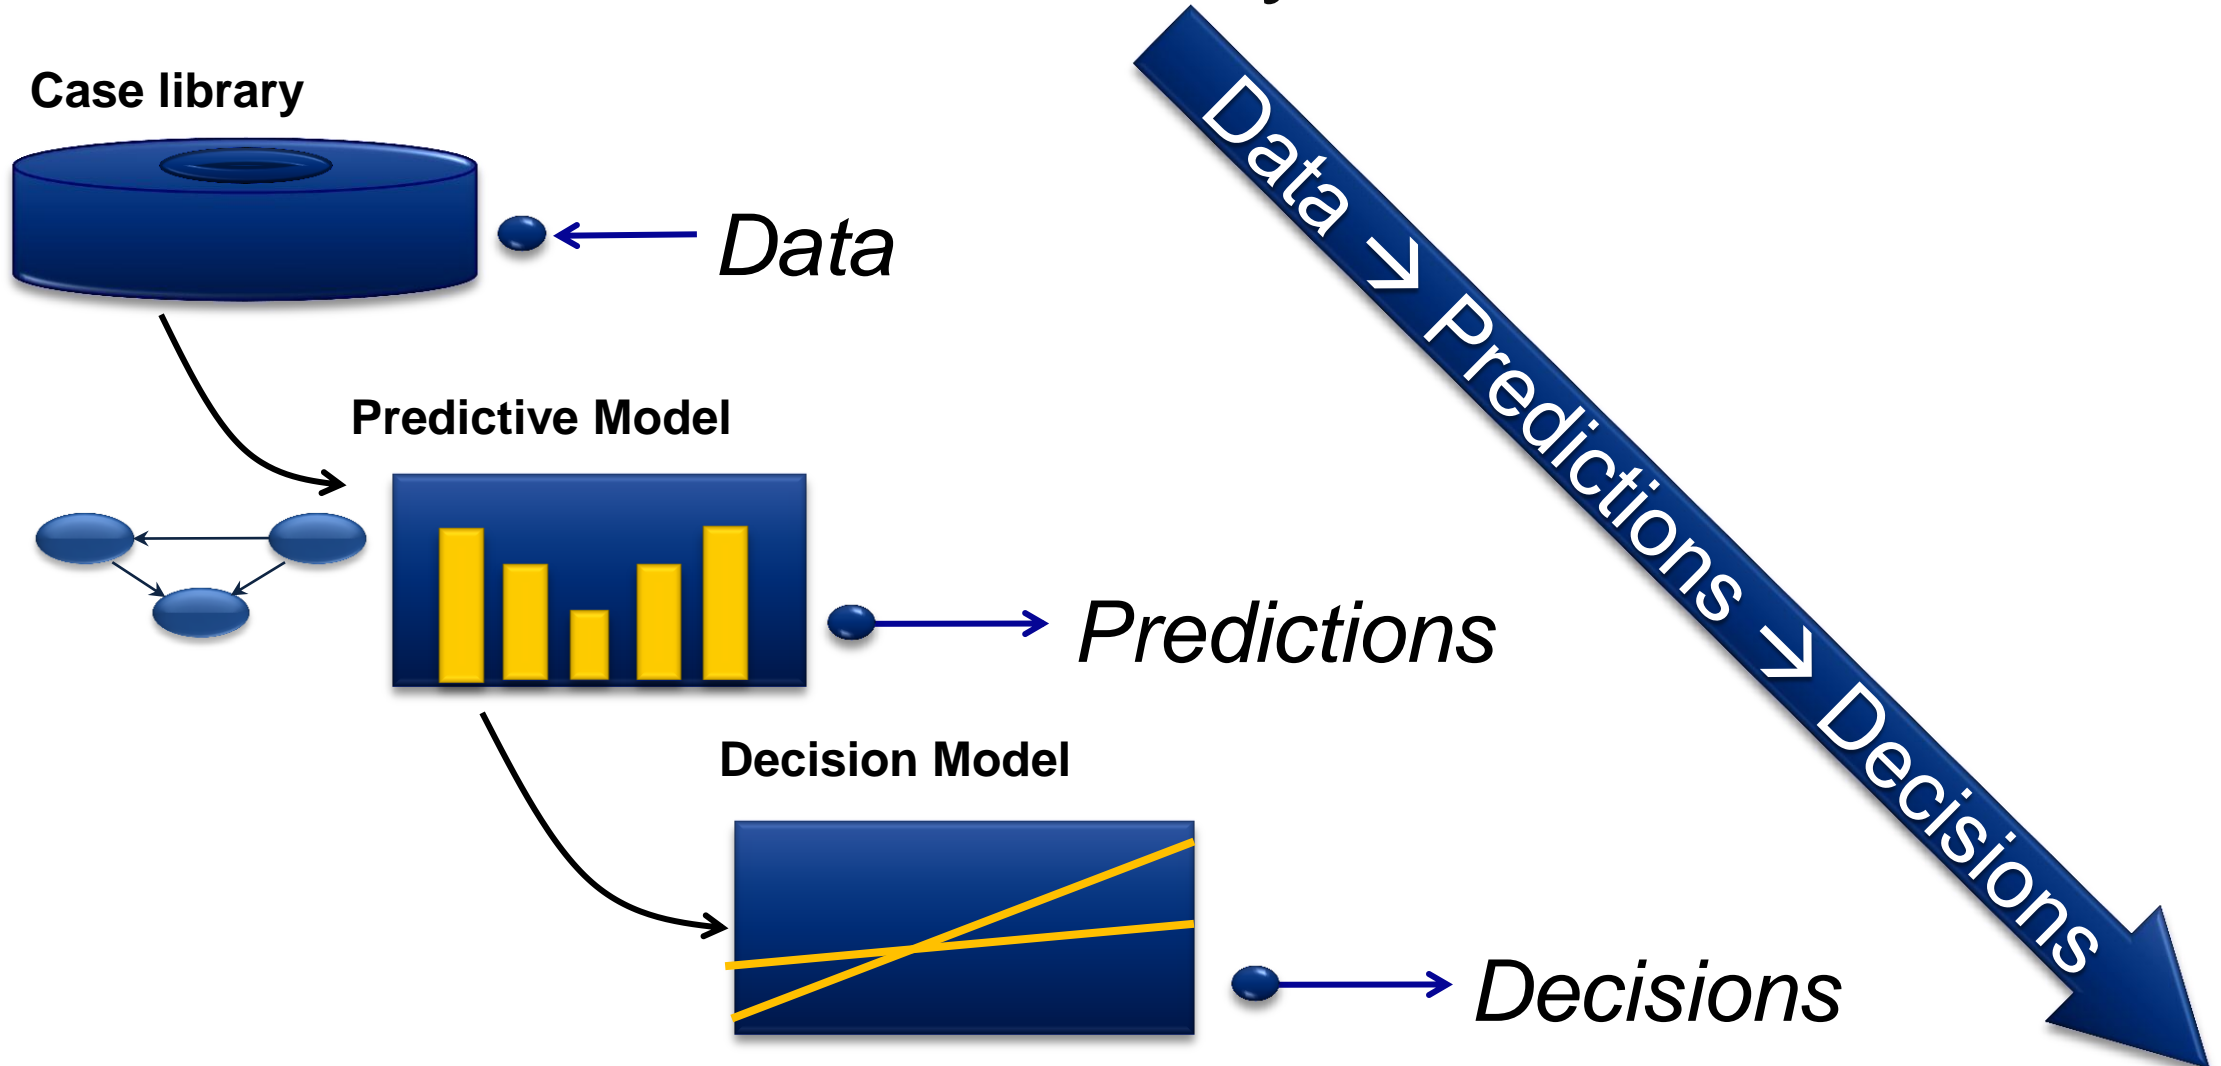 Case library
Data
Predictive Model
Predictions
Decision Model
Decisions
Data → Predictions → Decisions